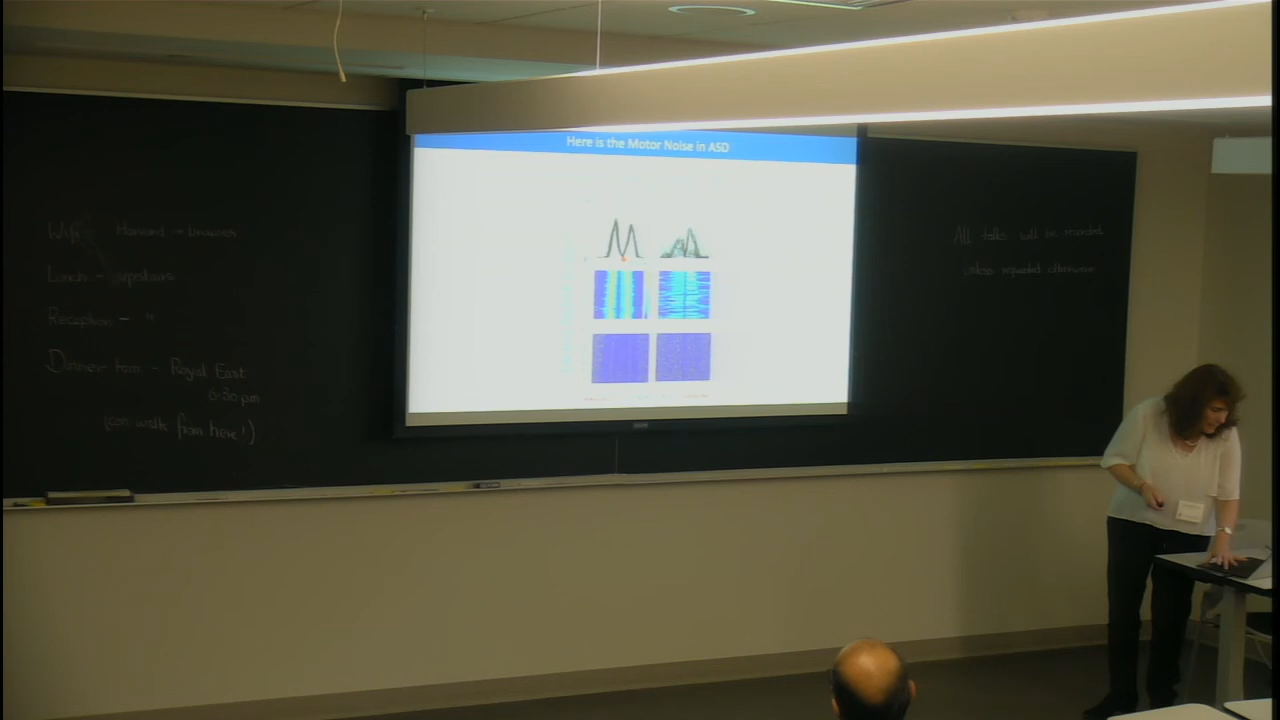 Here is the Motor Noise in ASD
Wifi Harvard
Lunch - upstairs
Reception - "
Dinner - Royal East
6:30 pm
(can walk from here!)
All talks will be recorded
unless requested otherwise